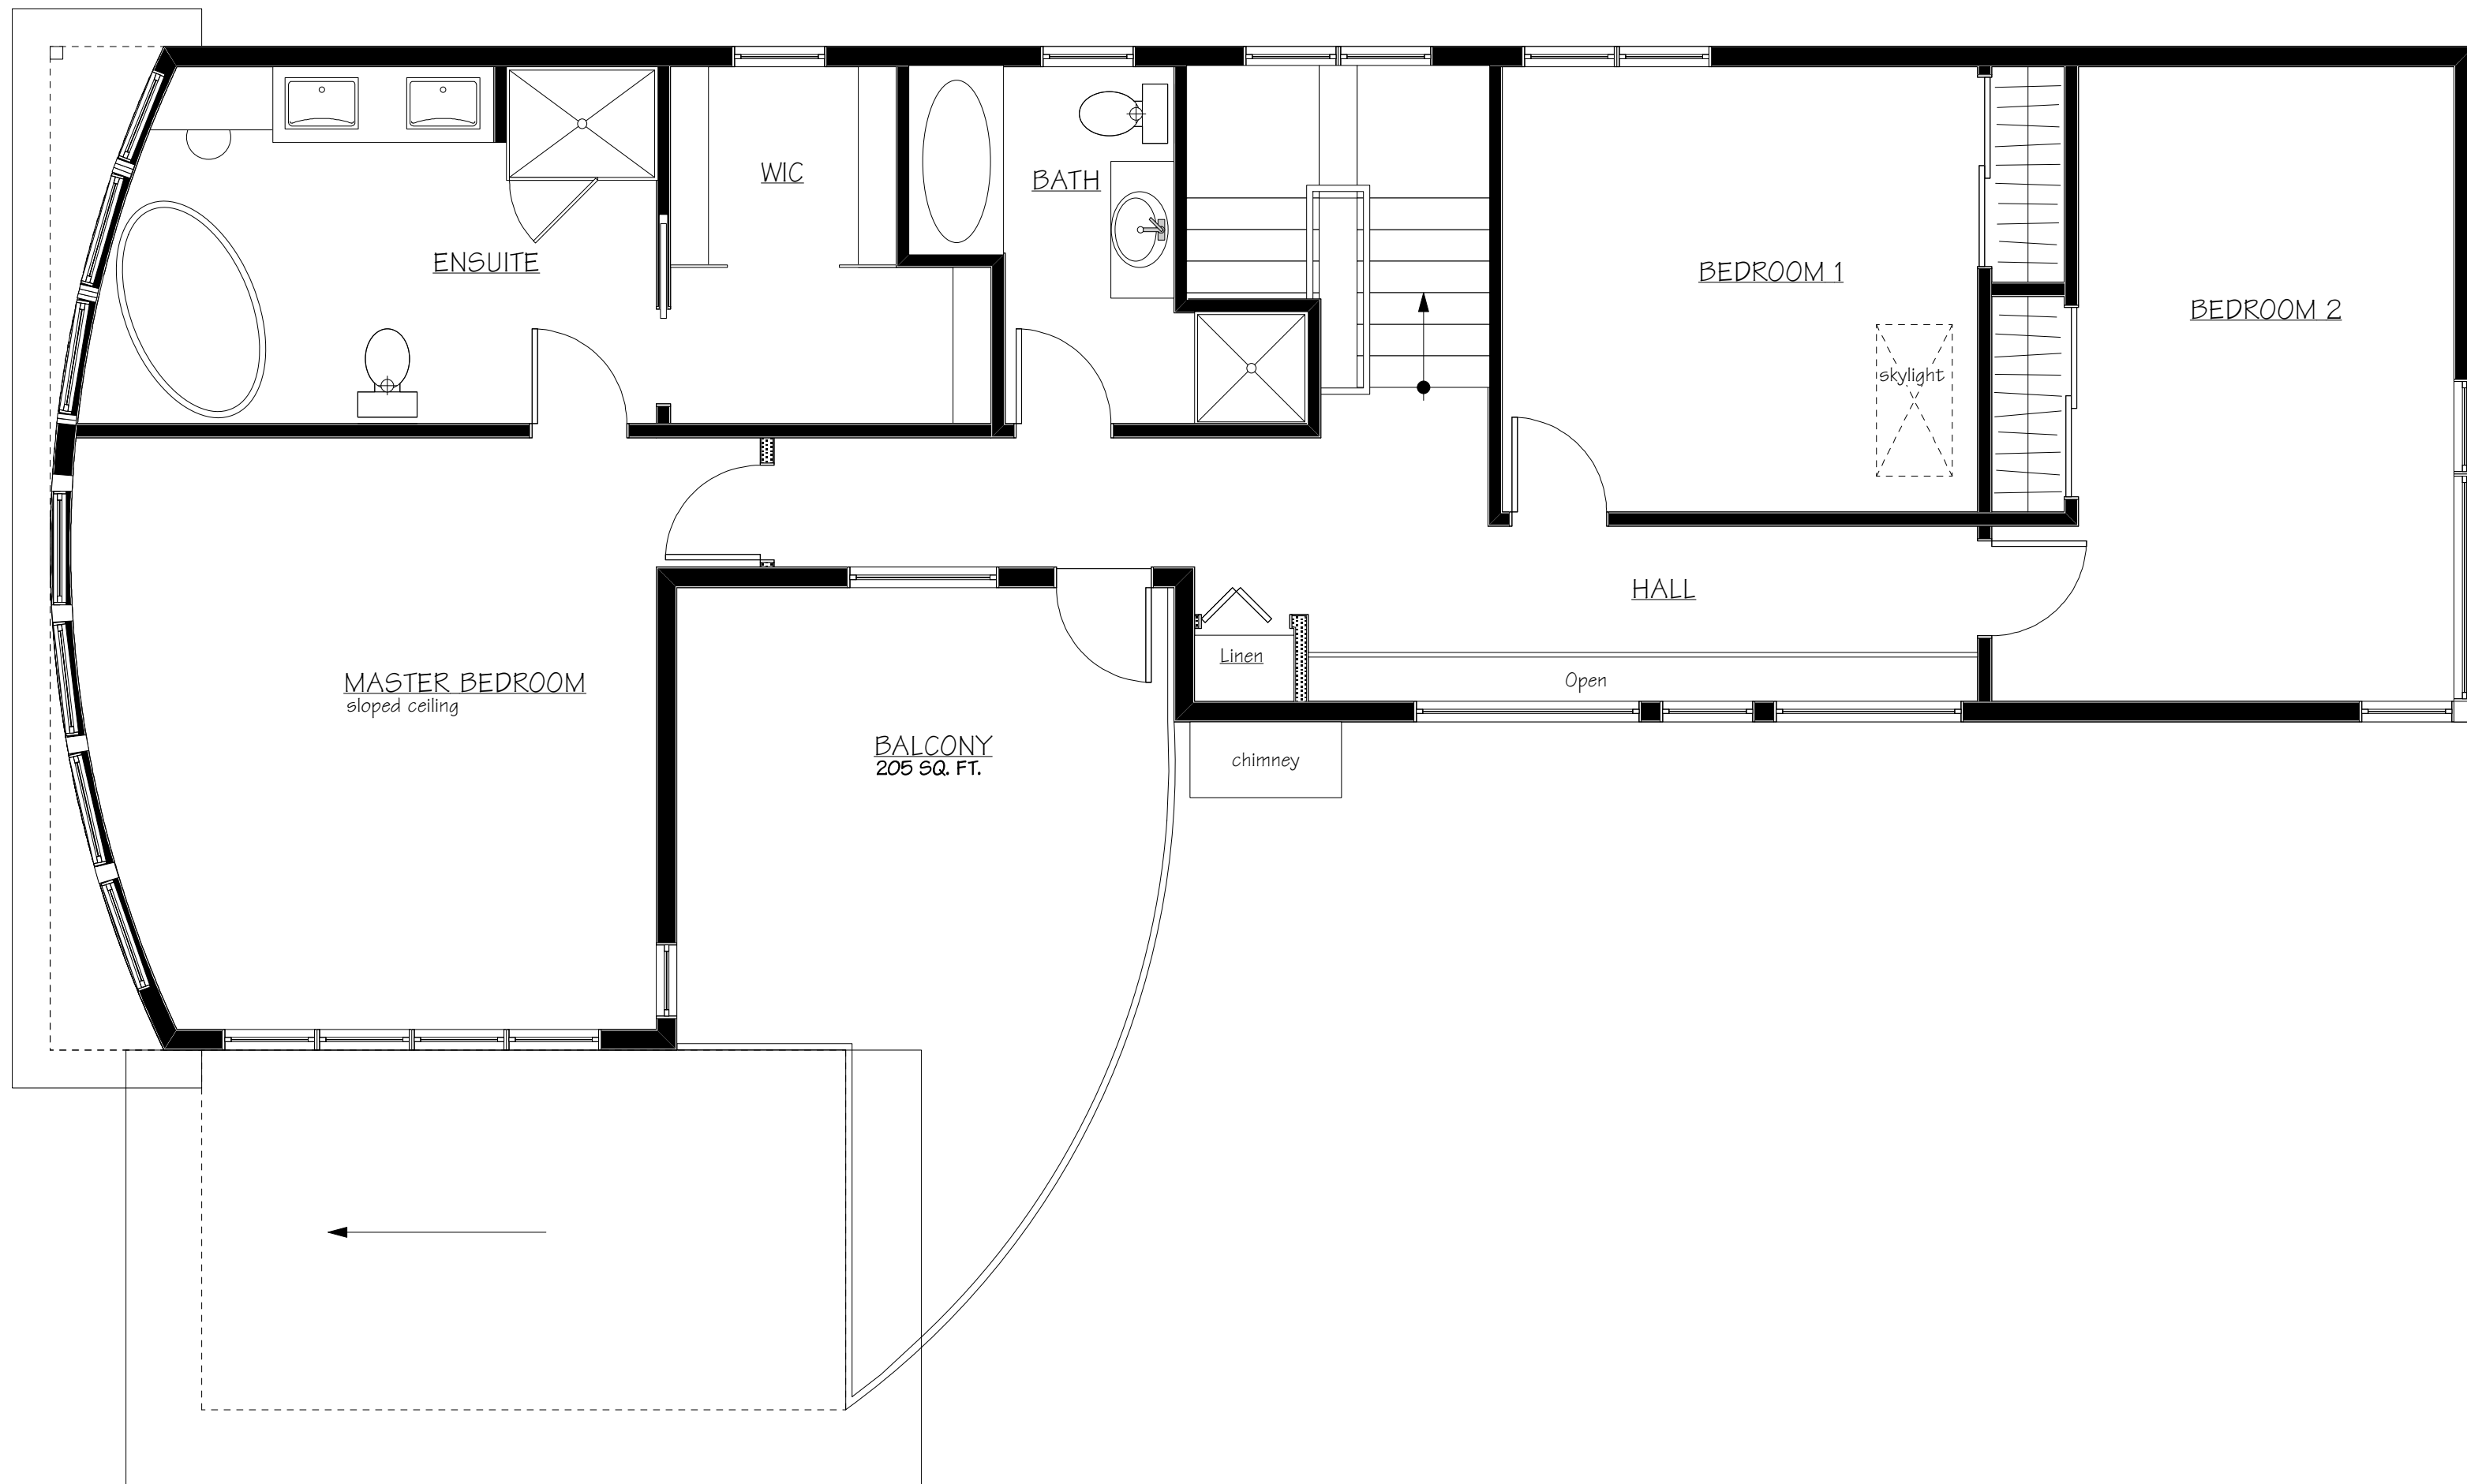 WIC
BATH
ENSUITE
BEDROOM 1
BEDROOM 2
skylight
HALL
Linen
Open
MASTER BEDROOM
sloped ceiling
BALCONY
205 SQ. FT.
chimney